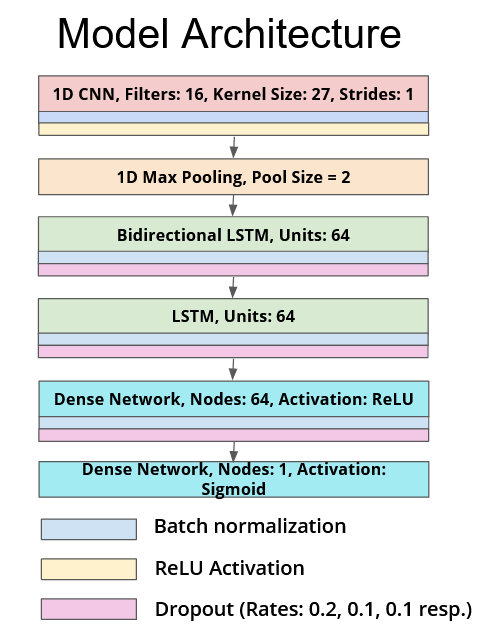 Model Architecture
1D CNN, Filters: 16, Kernel Size: 27, Strides: 1
1D Max Pooling, Pool Size = 2
Bidirectional LSTM, Units: 64
LSTM, Units: 64
Dense Network, Nodes: 64, Activation: ReLU
Dense Network, Nodes: 1, Activation:
Sigmoid
Batch normalization
ReLU Activation
Dropout (Rates: 0.2, 0.1, 0.1 resp.)